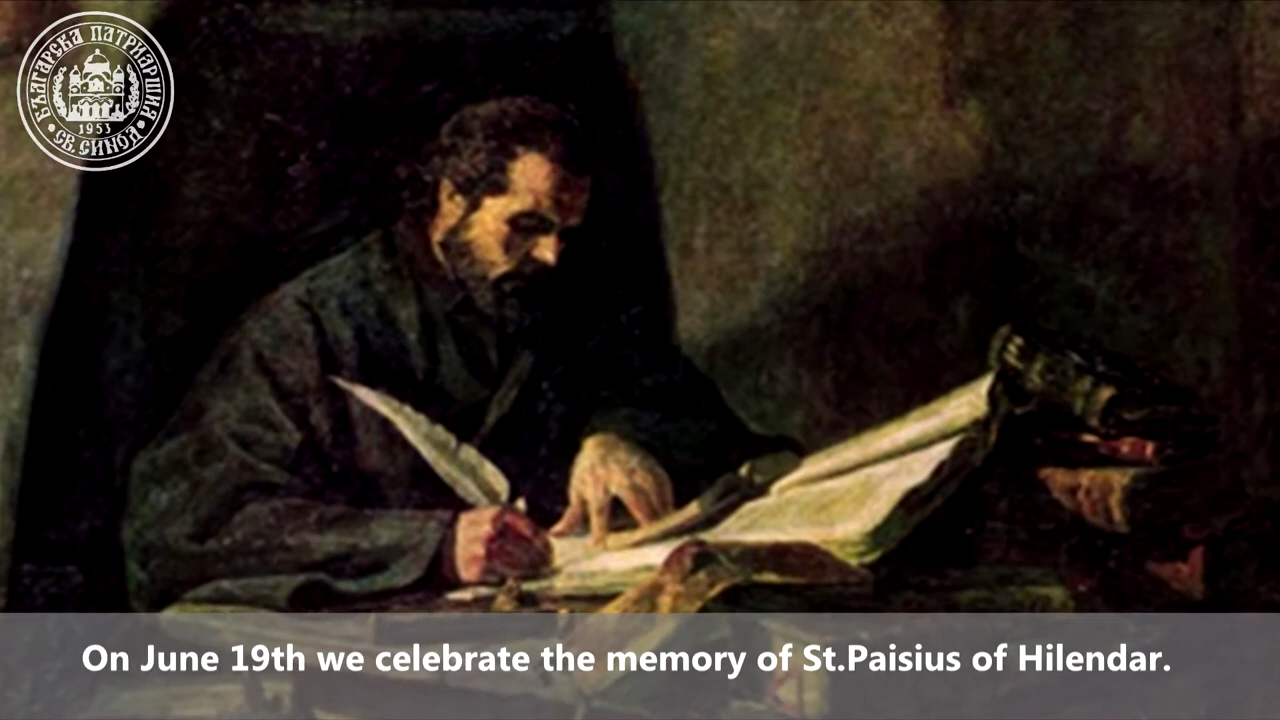 БЪЛГАРСКА ПАТРИАРШИЯ
1953
• СВ. СИНОД •
On June 19th we celebrate the memory of St.Paisius of Hilendar.